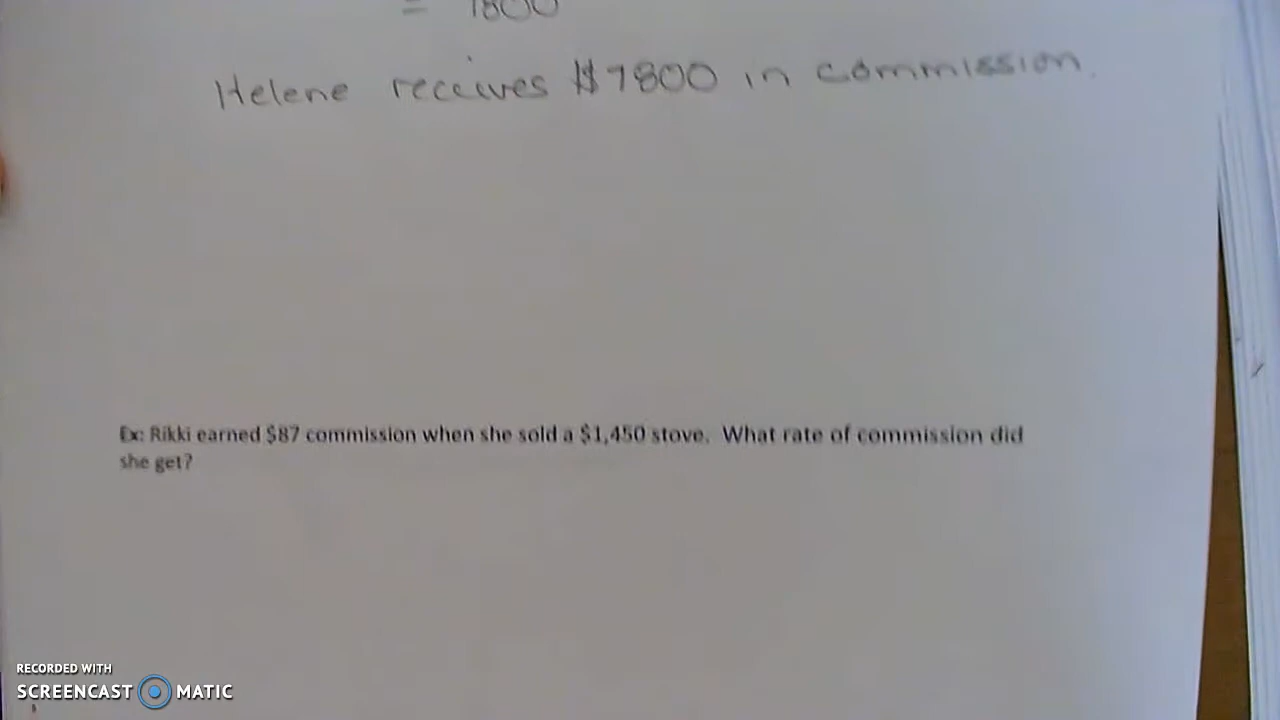 = 7800
Helene receives $7800 in commission.
Ex: Rikki earned $87 commission when she sold a $1,450 stove. What rate of commission did
she get?
RECORDED WITH
SCREENCAST MATIC